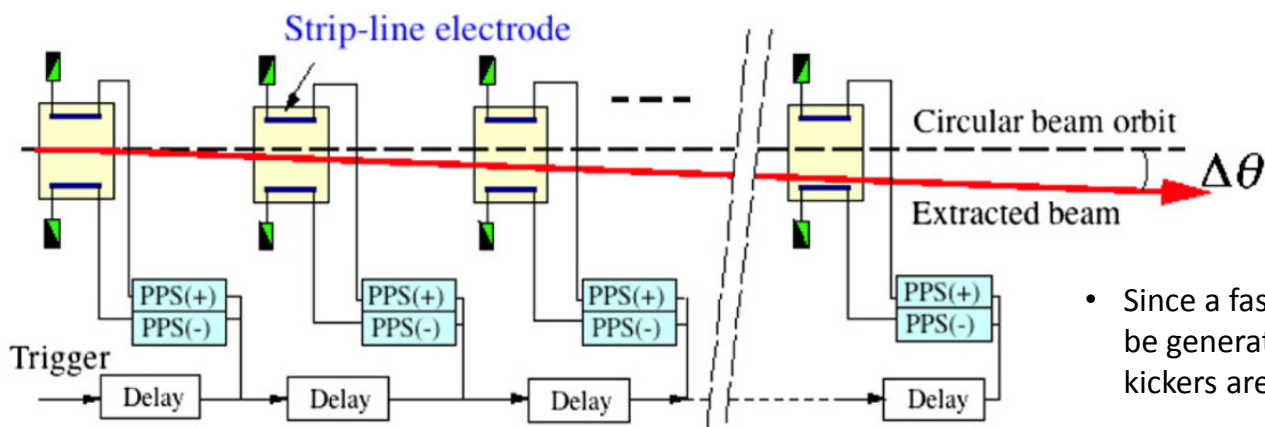 Strip-line electrode
Circular beam orbit
Δθ
Extracted beam
PPS(+)
PPS(-)
PPS(+)
PPS(-)
PPS(+)
PPS(-)
PPS(+)
PPS(-)
Trigger
Delay
Delay
Delay
Delay
• Since a fas
be generat
kickers are